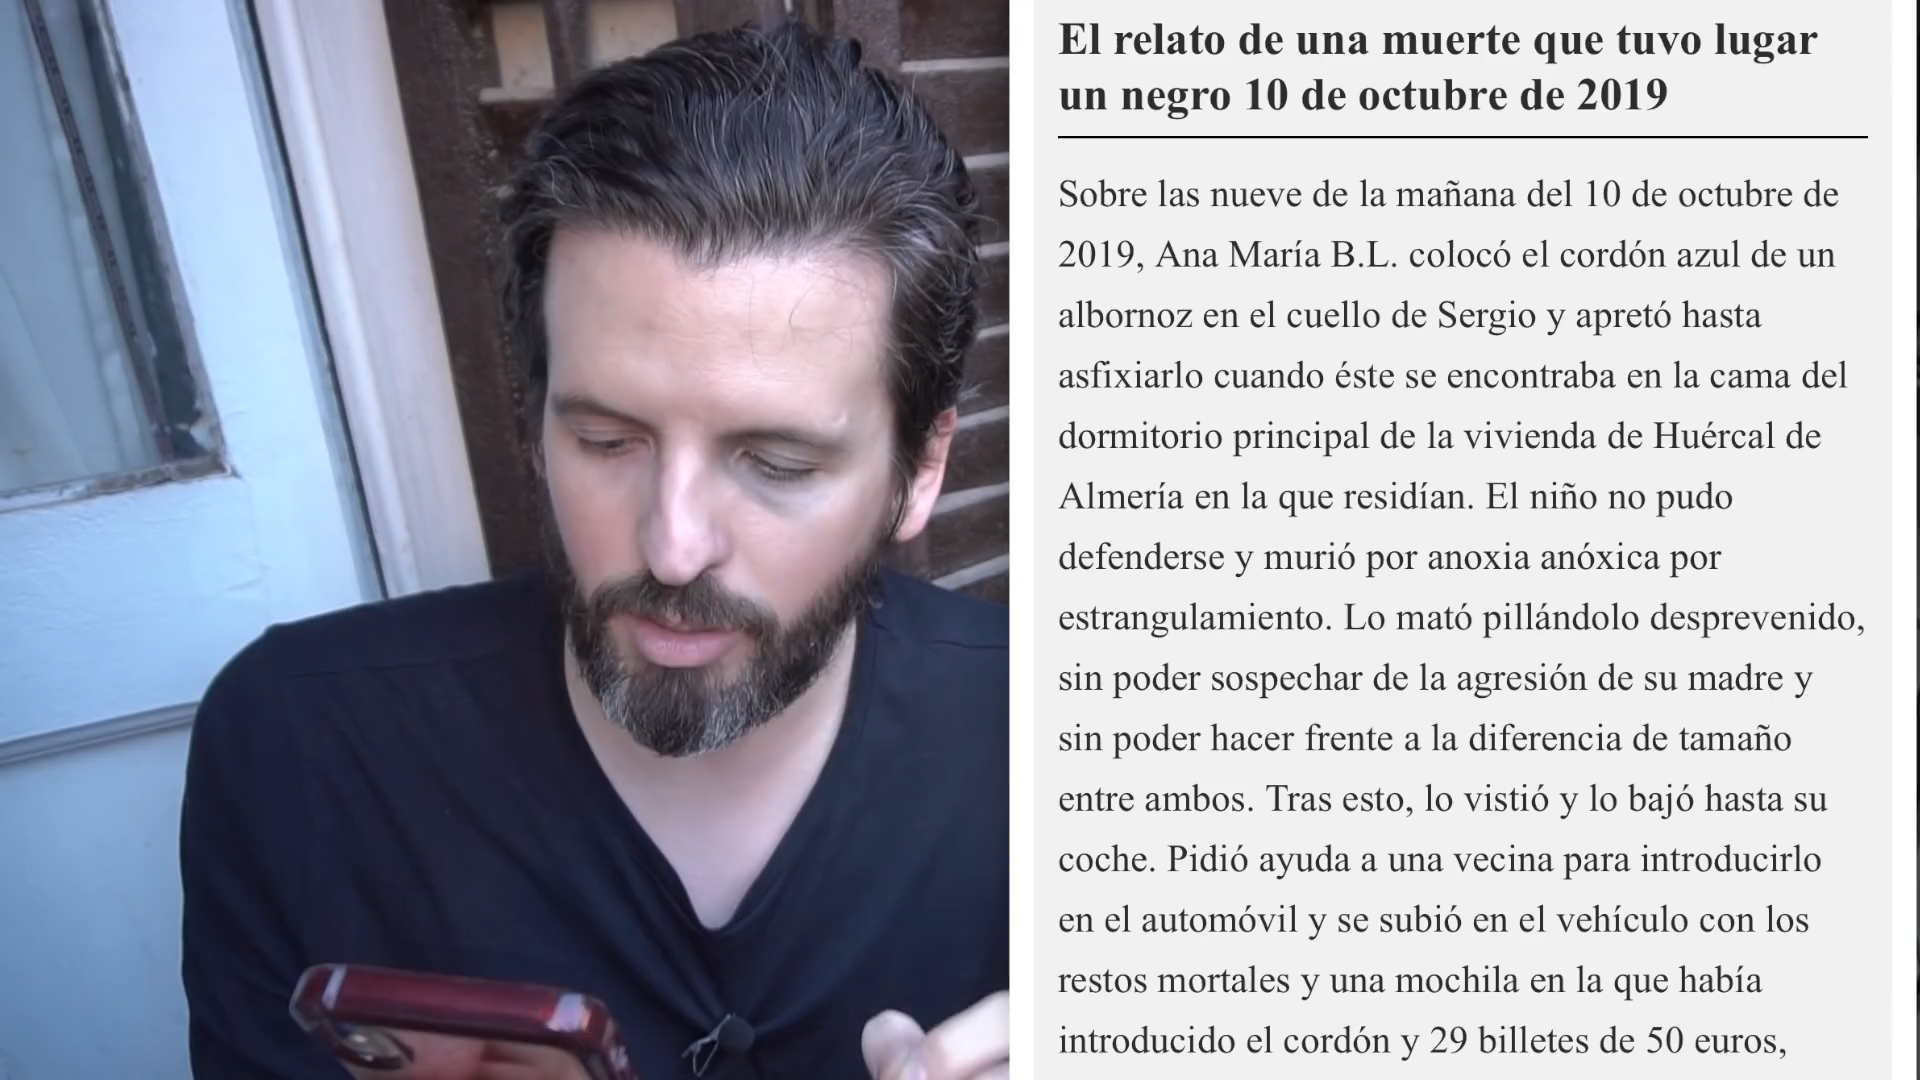 El relato de una muerte que tuvo lugar
un negro 10 de octubre de 2019
Sobre las nueve de la mañana del 10 de octubre de
2019, Ana María B.L. colocó el cordón azul de un
albornoz en el cuello de Sergio y apretó hasta
asfixiarlo cuando éste se encontraba en la cama del
dormitorio principal de la vivienda de Huércal de
Almería en la que residían. El niño no pudo
defenderse y murió por anoxia anóxica por
estrangulamiento. Lo mató pillándolo desprevenido,
sin poder sospechar de la agresión de su madre y
sin poder hacer frente a la diferencia de tamaño
entre ambos. Tras esto, lo vistió y lo bajó hasta su
coche. Pidió ayuda a una vecina para introducirlo
en el automóvil y se subió en el vehículo con los
restos mortales y una mochila en la que había
introducido el cordón y 29 billetes de 50 euros,